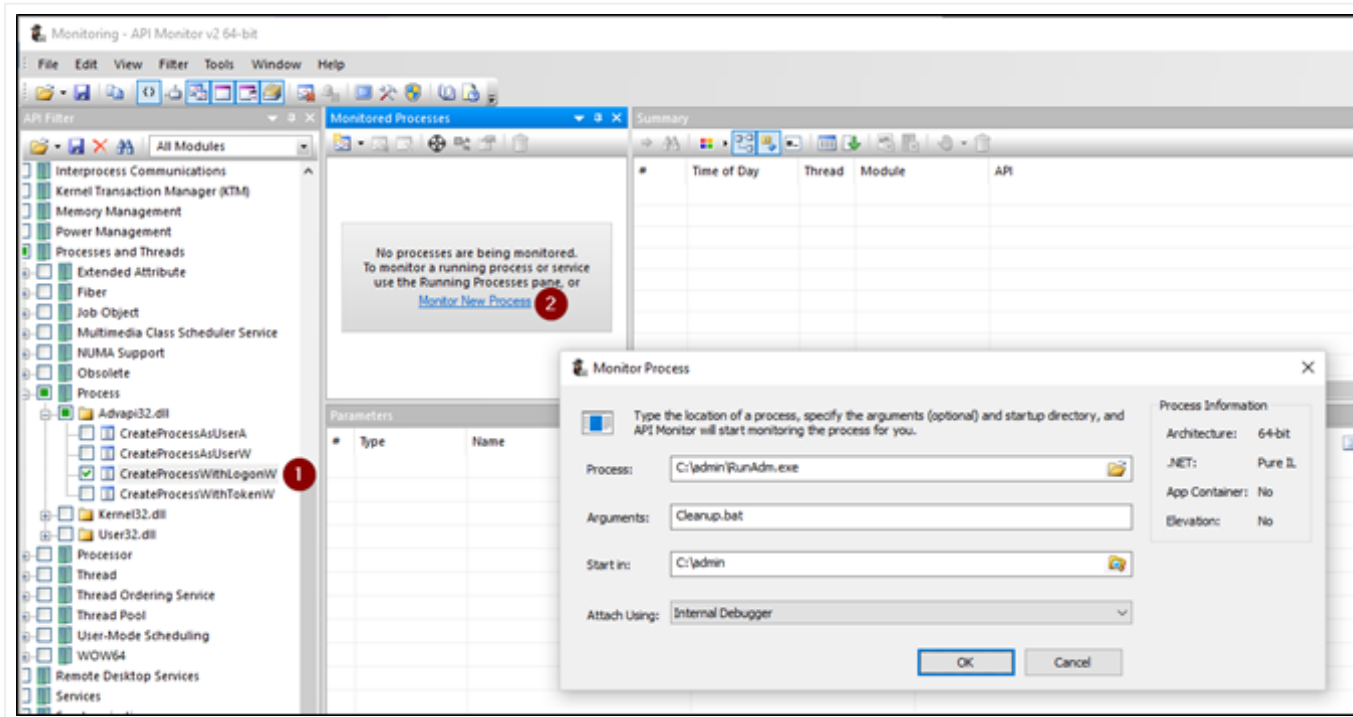 Monitoring - API Monitor v2 64-bit
File Edit View Filter Tools Window Help
API Filter
All Modules
Interprocess Communications
Kernel Transaction Manager (KTM)
Memory Management
Power Management
Processes and Threads
Extended Attribute
Fiber
Job Object
Multimedia Class Scheduler Service
NUMA Support
Obsolete
Process
Advapi32.dll
CreateProcessAsUserA
CreateProcessAsUserW
CreateProcessWithLogonW
1
CreateProcessWithTokenW
Kernel32.dll
User32.dll
Processor
Thread
Thread Ordering Service
Thread Pool
User-Mode Scheduling
WOW64
Remote Desktop Services
Services
Monitored Processes
No processes are being monitored.
To monitor a running process or service
use the Running Processes pane, or
Monitor New Process
2
Summary
# Time of Day Thread Module API
Parameters
# Type Name
Monitor Process
Type the location of a process, specify the arguments (optional) and startup directory, and
API Monitor will start monitoring the process for you.
Process: C:\admin\RunAdm.exe
Arguments: Cleanup.bat
Start in: C:\admin
Attach Using: Internal Debugger
OK Cancel
Process Information
Architecture: 64-bit
.NET: Pure IL
App Container: No
Elevation: No